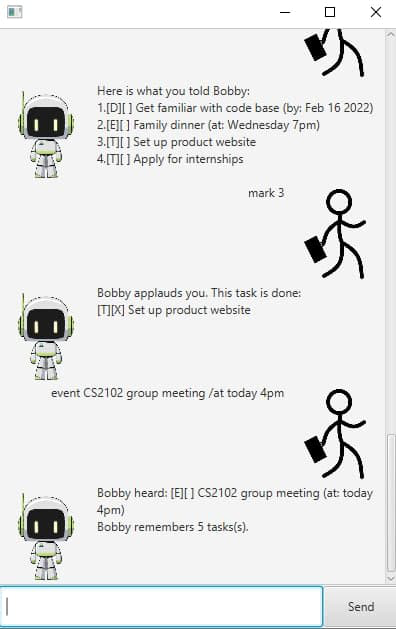 Here is what you told Bobby:
1.[D][ ] Get familiar with code base (by: Feb 16 2022)
2.[E][ ] Family dinner (at: Wednesday 7pm)
3.[T][ ] Set up product website
4.[T][ ] Apply for internships
mark 3
Bobby applauds you. This task is done:
[T][X] Set up product website
event CS2102 group meeting /at today 4pm
Bobby heard: [E][ ] CS2102 group meeting (at: today
4pm)
Bobby remembers 5 tasks(s).
Send